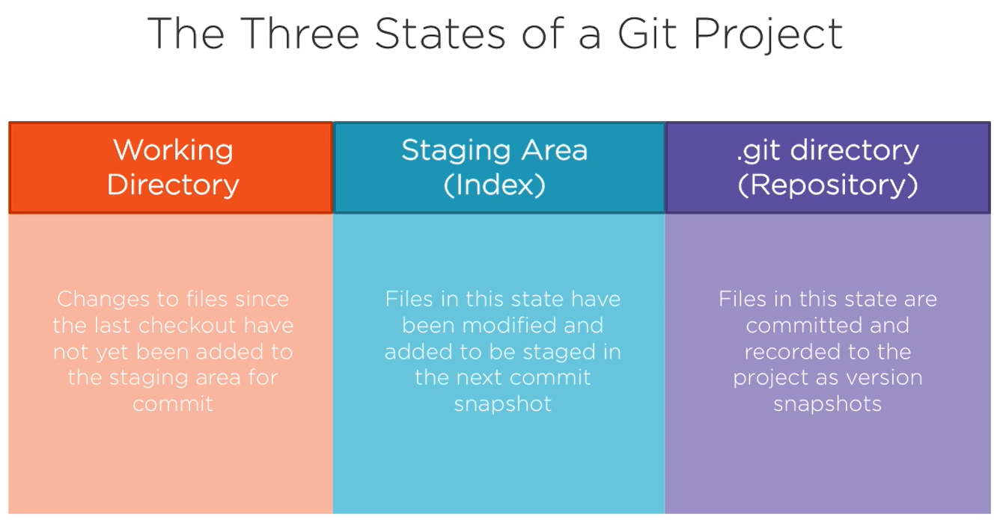 The Three States of a Git Project
Working
Directory
Staging Area
(Index)
.git directory
(Repository)
Changes to files since
the last checkout have
not yet been added to
the staging area for
commit
Files in this state have
been modified and
added to be staged in
the next commit
snapshot
Files in this state are
committed and
recorded to the
project as version
snapshots